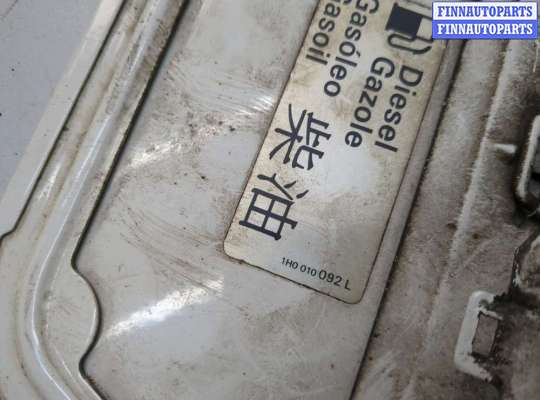 FINNAUTOPARTS
FINNAUTOPARTS
Diesel
Gazole
Gasóleo
Gasoil
柴油
1H0 010 092 L